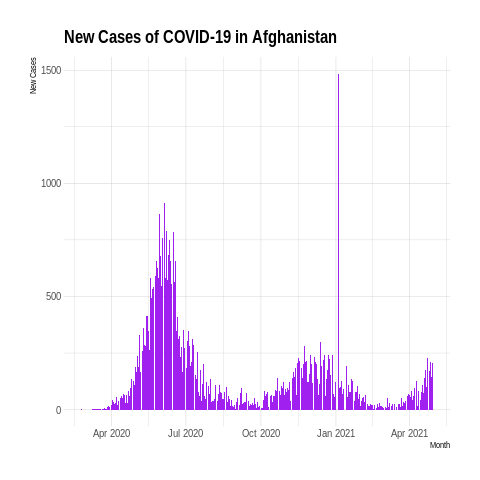 New Cases of COVID-19 in Afghanistan
New Cases
1500
1000
500
0
Apr 2020 Jul 2020 Oct 2020 Jan 2021 Apr 2021
Month